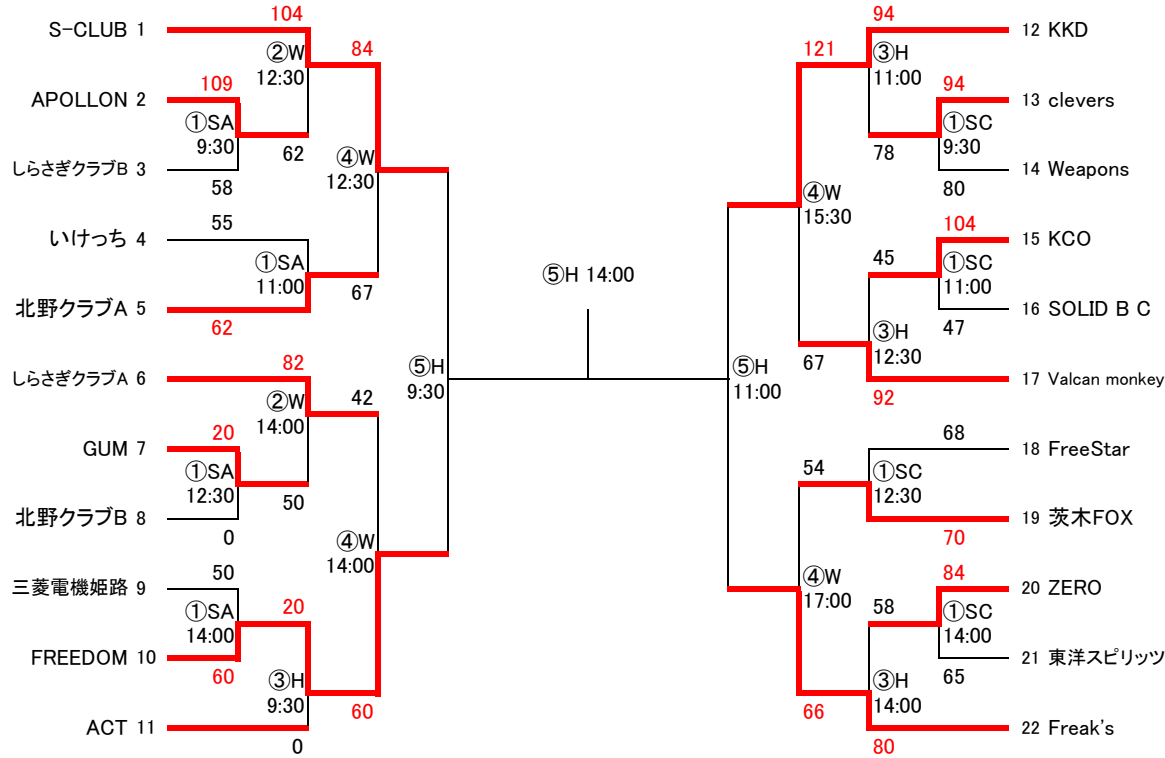 104
S-CLUB 1
②W
12:30
84
109
APOLLON 2
①SA
9:30
62
しらさぎクラブB 3
58
④W
12:30
55
いけっち 4
①SA
11:00
67
北野クラブA 5
62
⑤H
9:30
82
しらさぎクラブA 6
②W
14:00
42
20
GUM 7
①SA
12:30
50
北野クラブB 8
0
④W
14:00
50
三菱電機姫路 9
①SA
14:00
20
FREEDOM 10
60
③H
9:30
60
ACT 11
0
⑤H 14:00
94
12 KKD
121
③H
11:00
94
13 clevers
①SC
9:30
78
14 Weapons
80
④W
15:30
104
15 KCO
45
①SC
11:00
16 SOLID B C
47
③H
12:30
67
17 Valcan monkey
92
⑤H
11:00
68
18 FreeStar
54
①SC
12:30
19 茨木FOX
70
④W
17:00
84
20 ZERO
58
①SC
14:00
21 東洋スピリッツ
65
③H
14:00
66
22 Freak's
80